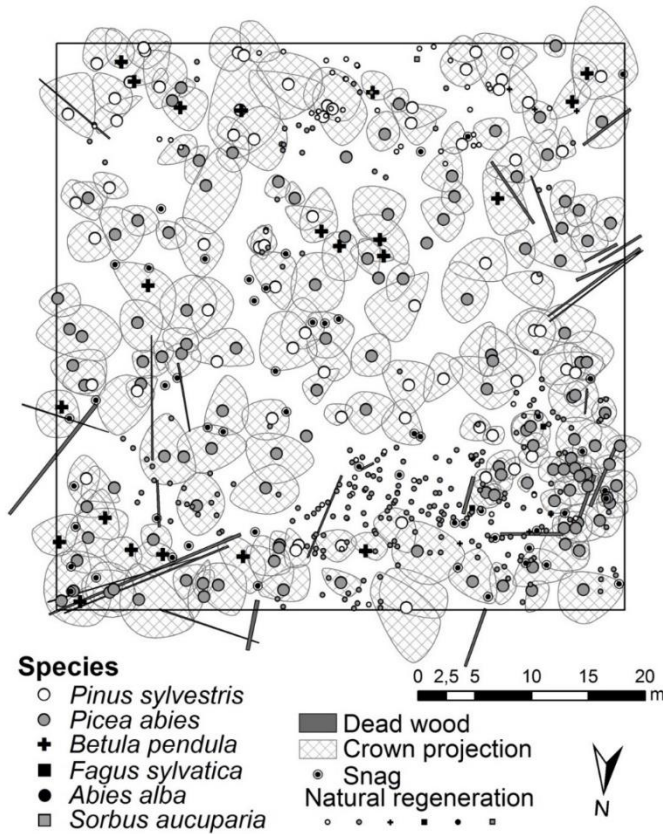 Species
Pinus sylvestris
Picea abies
Betula pendula
Fagus sylvatica
Abies alba
Sorbus aucuparia
0 2,5 5 10 15 20
m
Dead wood
Crown projection
Snag
Natural regeneration
N